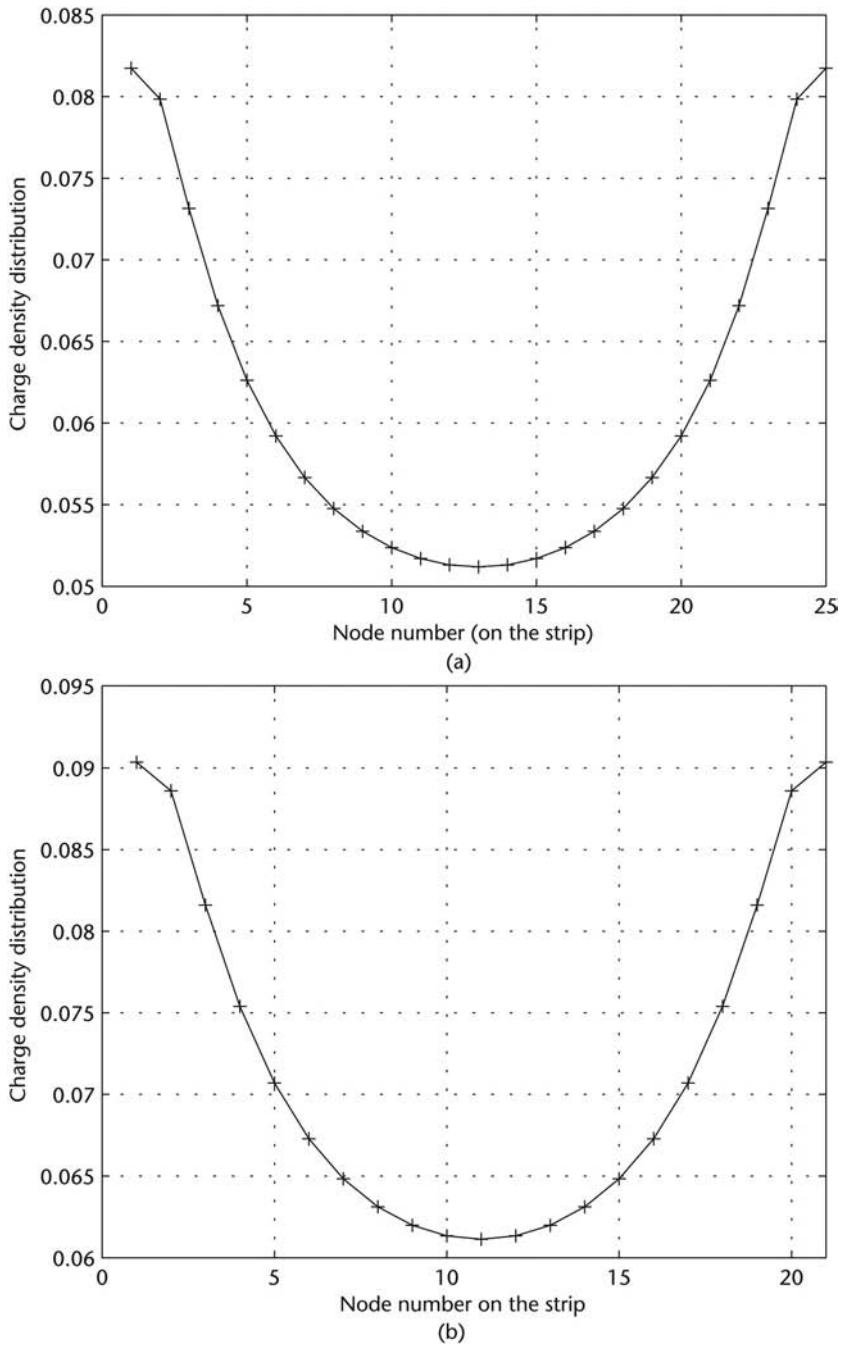 0.085
0.08
0.075
0.07
0.065
0.06
0.055
0.05
Charge density distribution
0 5 10 15 20 25
Node number (on the strip)
(a)
0.095
0.09
0.085
0.08
0.075
0.07
0.065
0.06
Charge density distribution
0 5 10 15 20
Node number on the strip
(b)